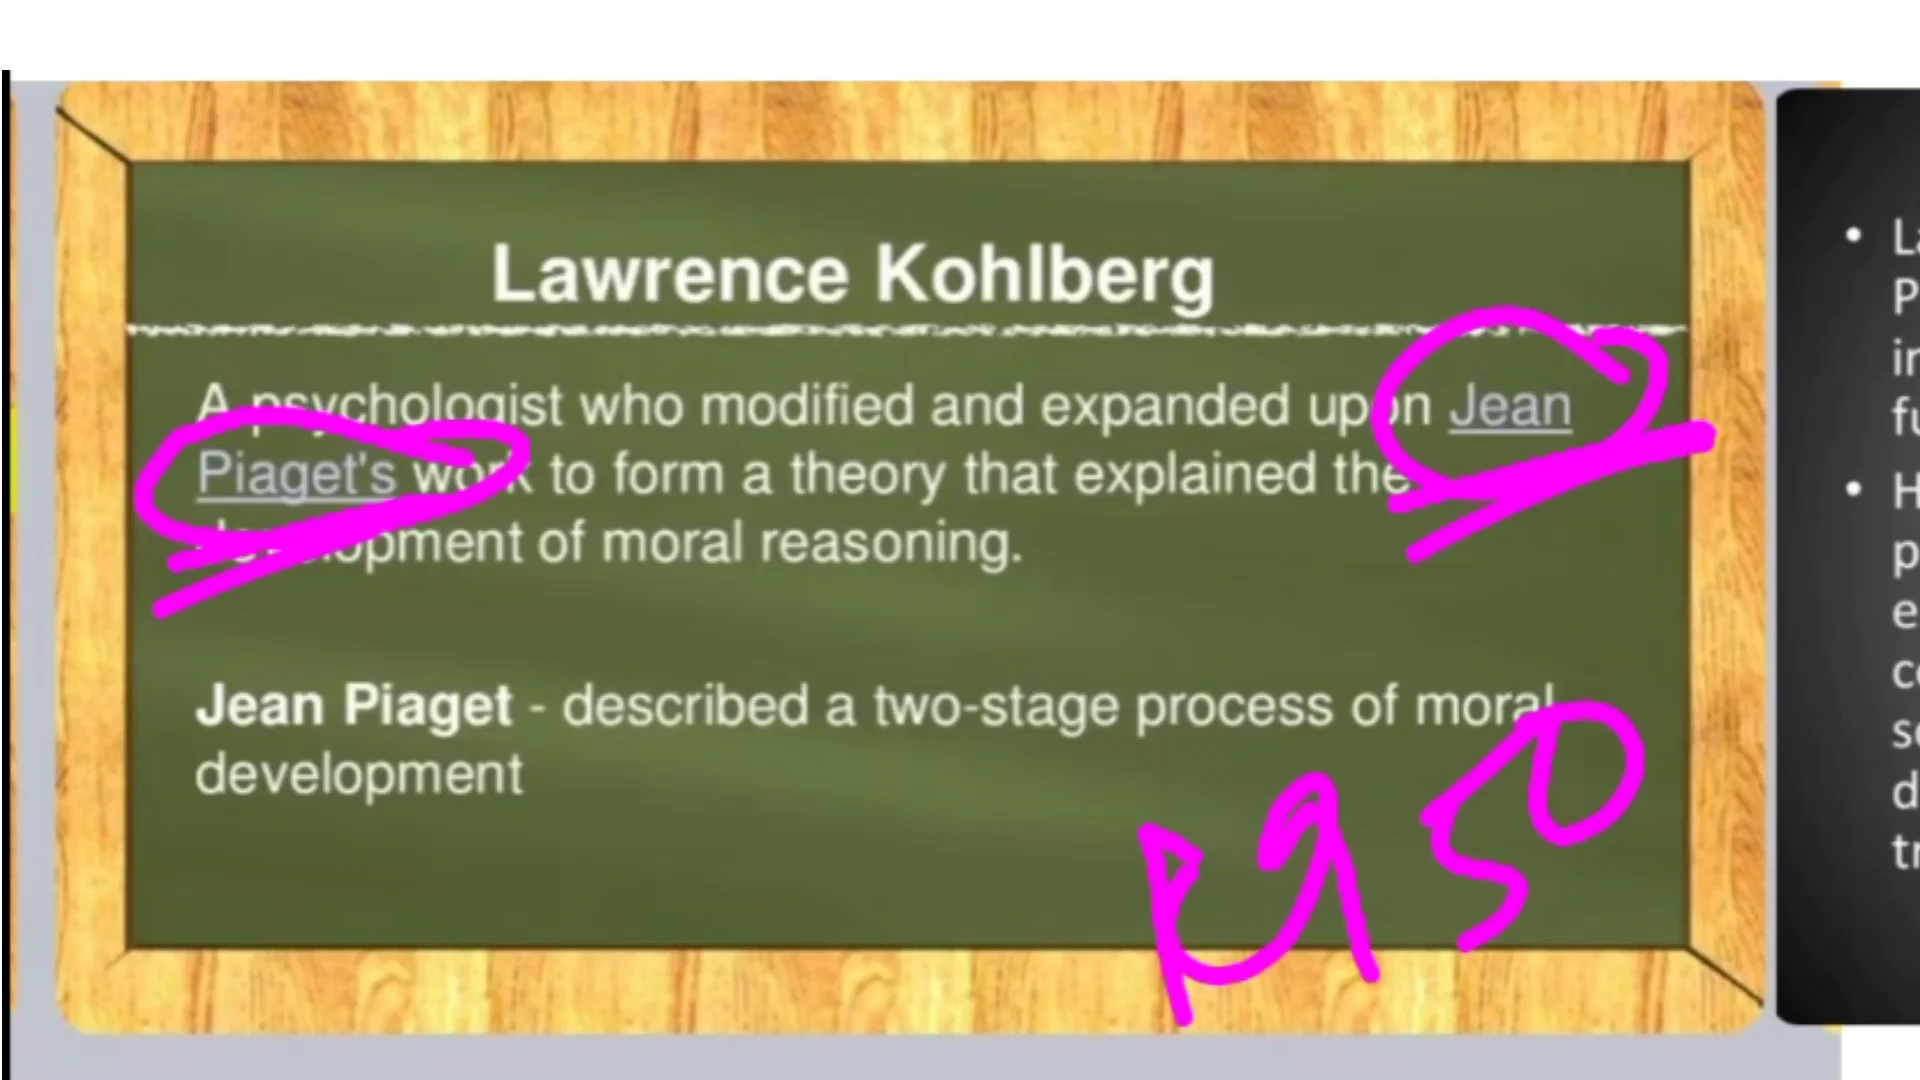 Lawrence Kohlberg
A psychologist who modified and expanded upon Jean
Piaget's work to form a theory that explained the
development of moral reasoning.
Jean Piaget - described a two-stage process of moral
development
1950